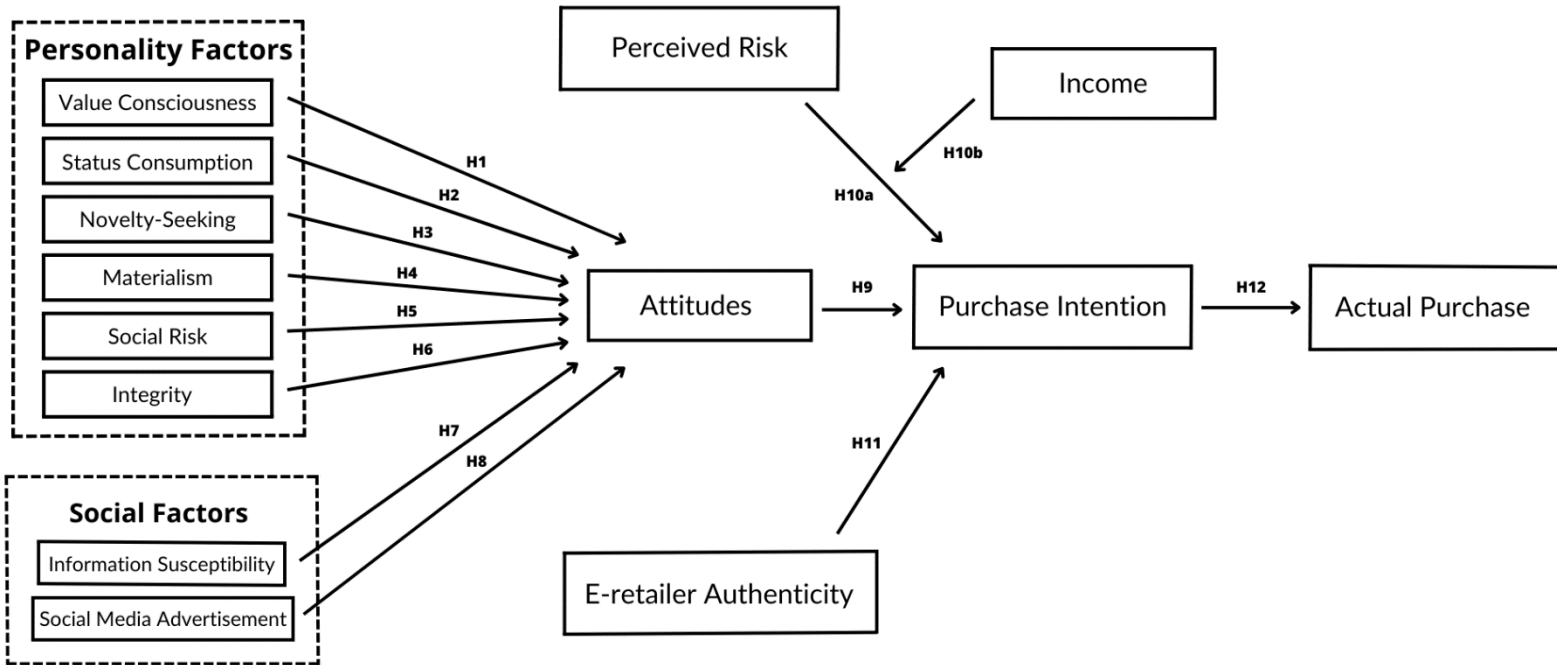 Personality Factors
Value Consciousness
Status Consumption
Novelty-Seeking
Materialism
Social Risk
Integrity
Social Factors
Information Susceptibility
Social Media Advertisement
H1
H2
H3
H4
H5
H6
H7
H8
Perceived Risk
Income
H10b
H10a
Attitudes
H9
Purchase Intention
H12
Actual Purchase
H11
E-retailer Authenticity